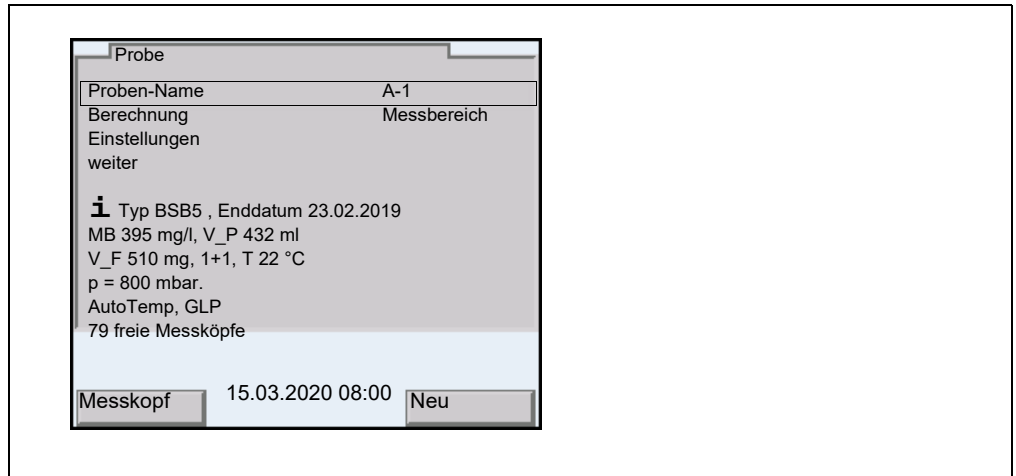 Probe
Proben-Name A-1
Berechnung Messbereich
Einstellungen
weiter
i Typ BSB5 , Enddatum 23.02.2019
MB 395 mg/l, V_P 432 ml
V_F 510 mg, 1+1, T 22 °C
p = 800 mbar.
AutoTemp, GLP
79 freie Messköpfe
Messkopf 15.03.2020 08:00 Neu